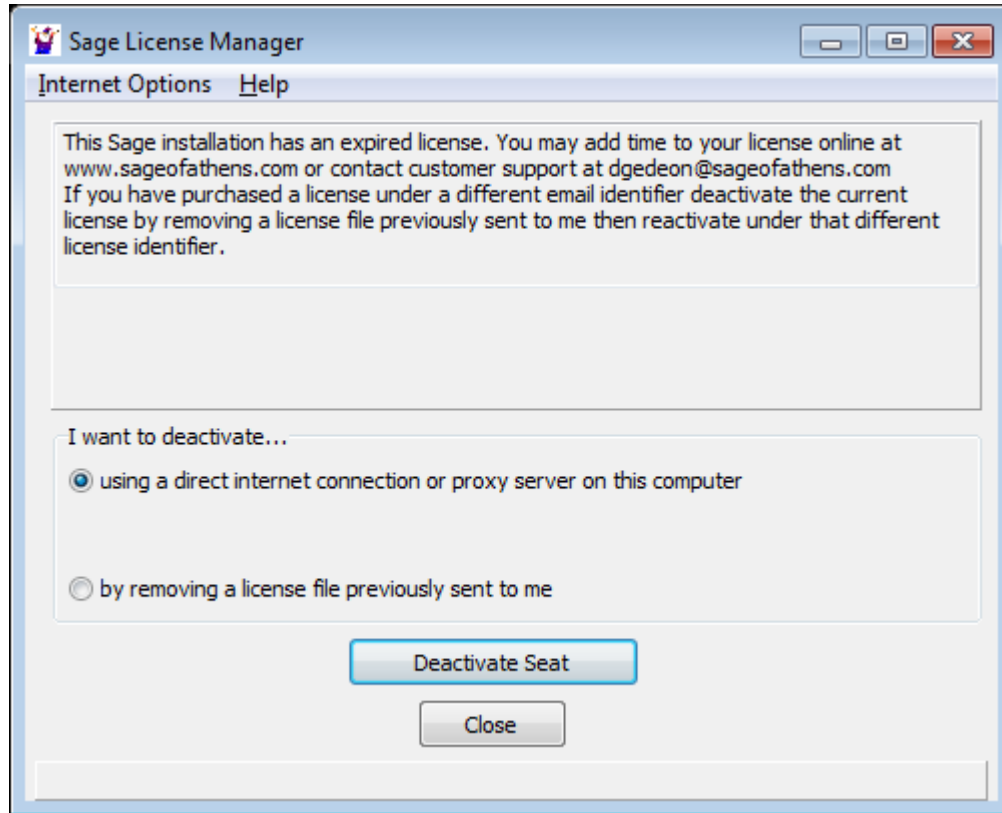 Sage License Manager
Internet Options Help
This Sage installation has an expired license. You may add time to your license online at
www.sageofathens.com or contact customer support at dgedeon@sageofathens.com
If you have purchased a license under a different email identifier deactivate the current
license by removing a license file previously sent to me then reactivate under that different
license identifier.
I want to deactivate...
using a direct internet connection or proxy server on this computer
by removing a license file previously sent to me
Deactivate Seat
Close